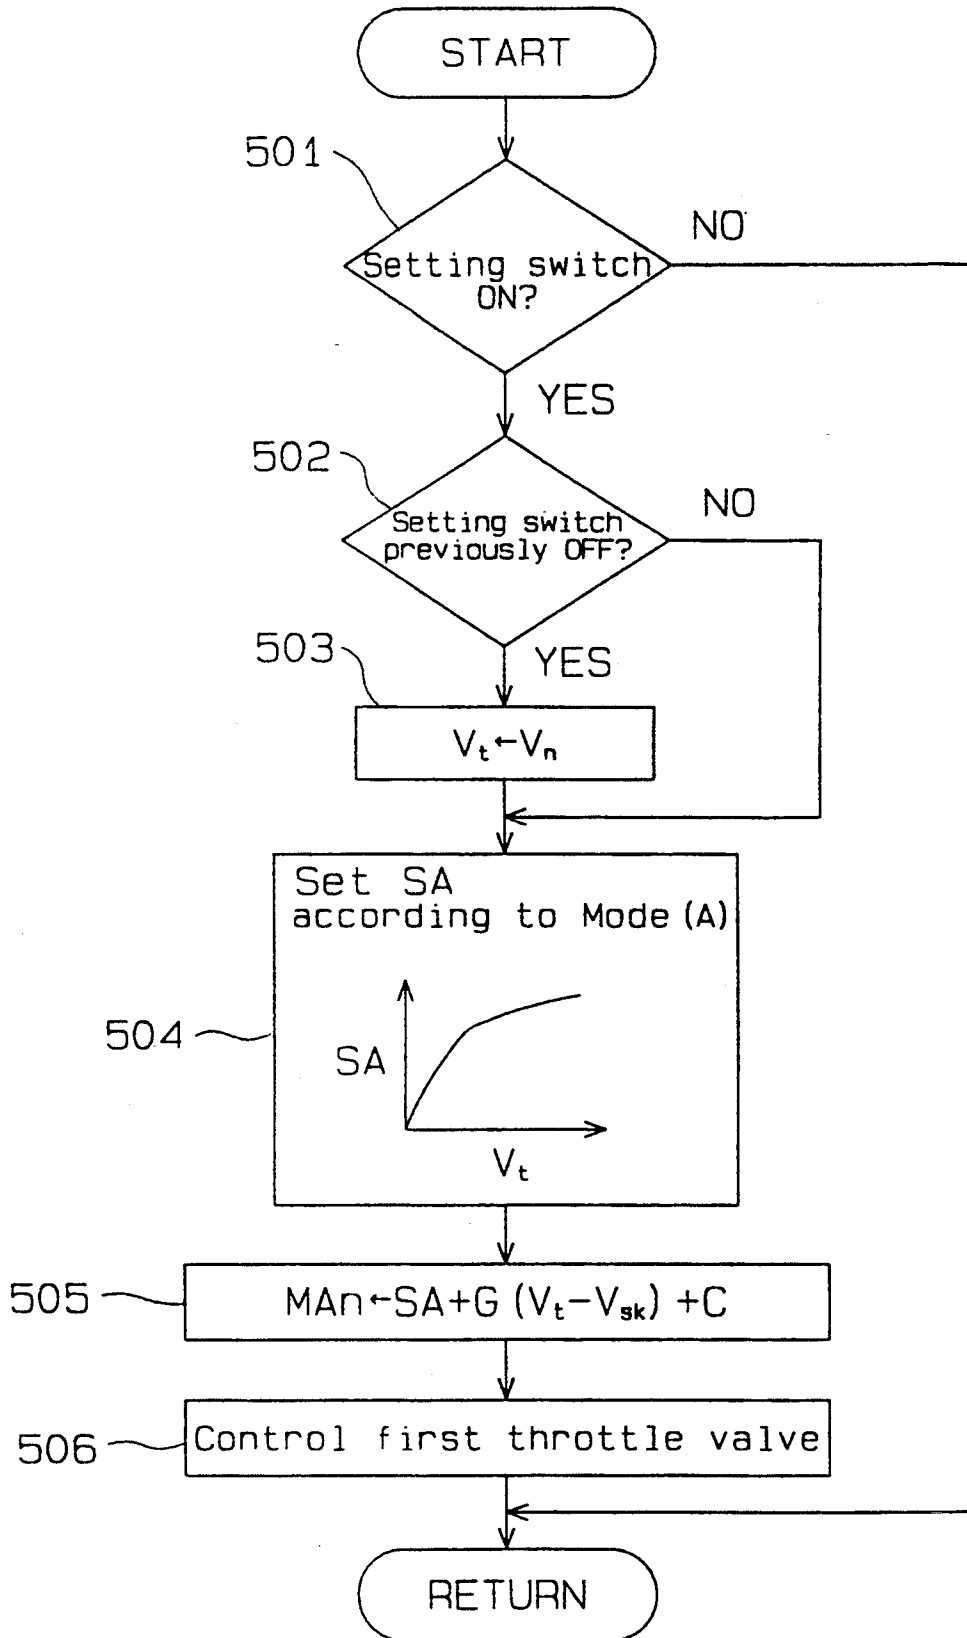 START
501
NO
Setting switch
ON?
YES
502
NO
Setting switch
previously OFF?
503
YES
Vt←Vn
Set SA
according to Mode (A)
504
SA
Vt
505
MAn←SA+G (Vt−Vsk) +C
506
Control first throttle valve
RETURN